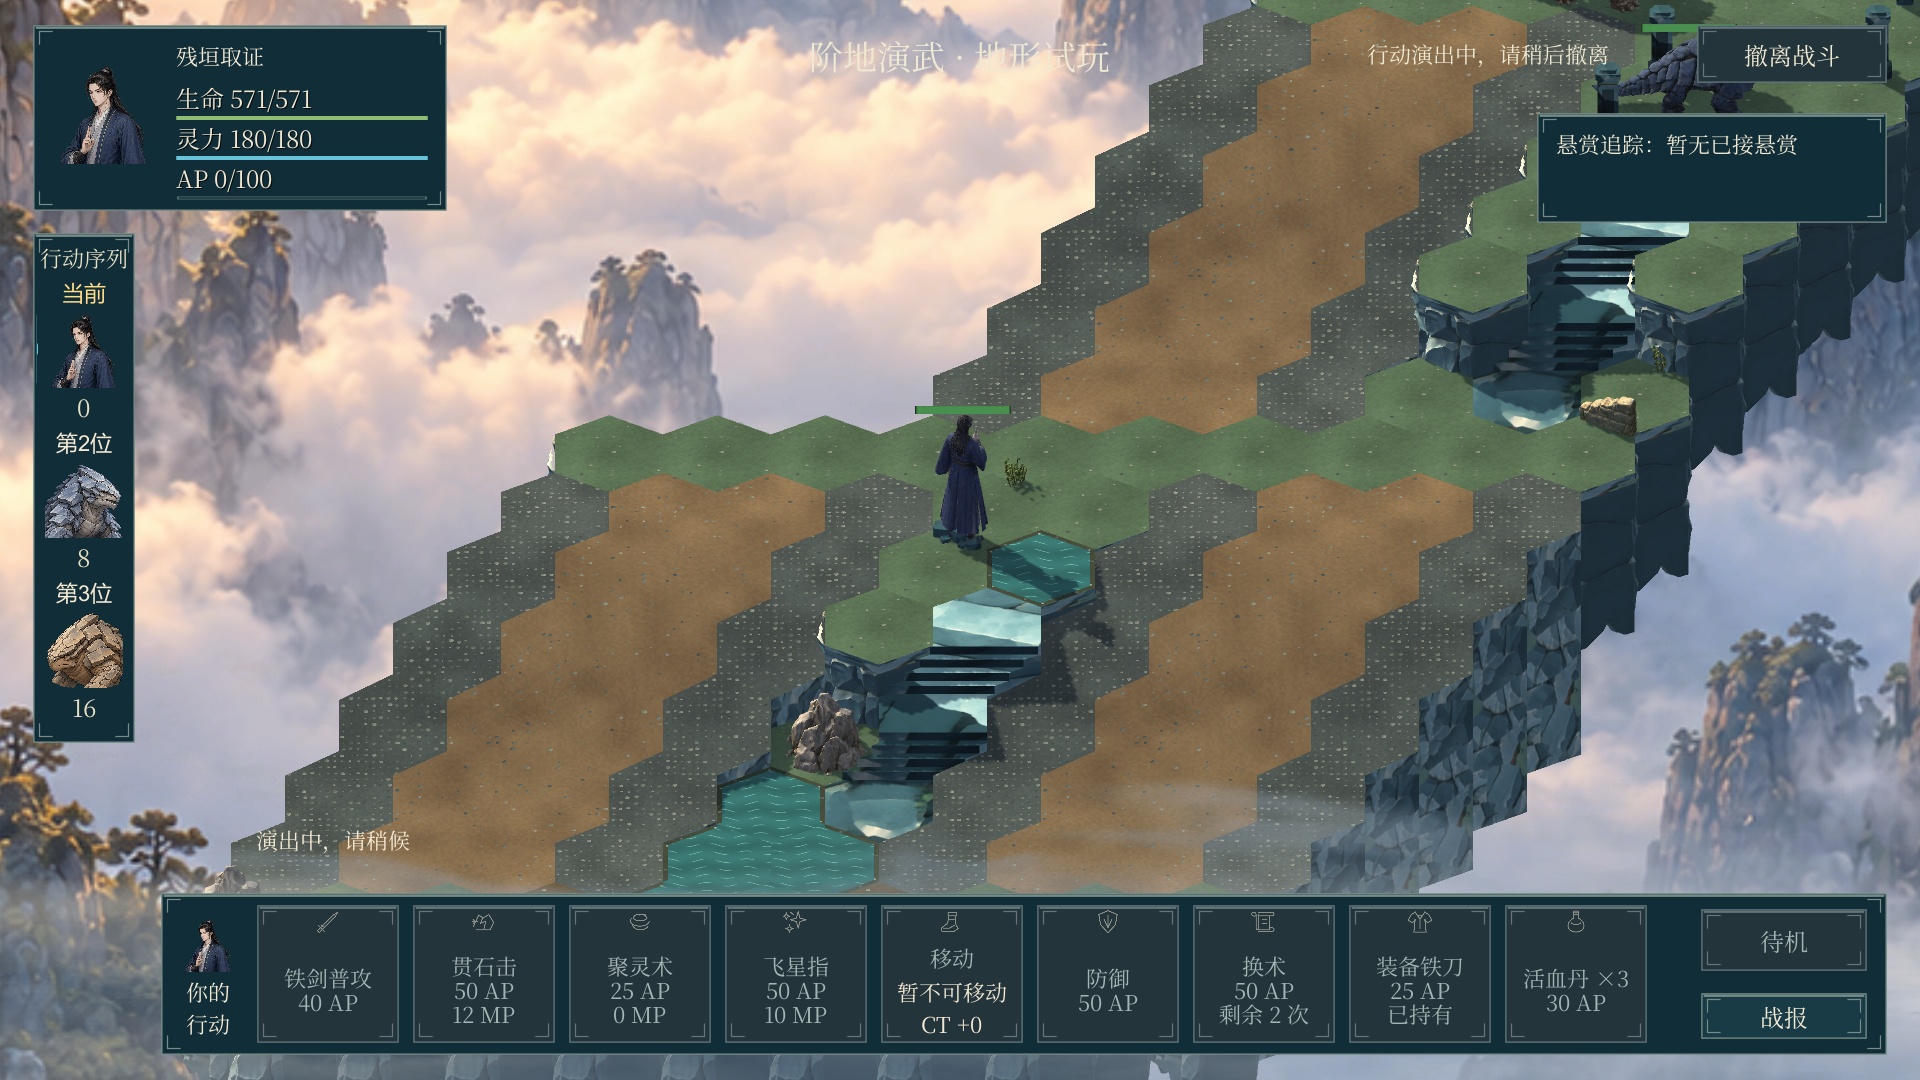 残垣取证
生命 571/571
灵力 180/180
AP 0/100
阶地演武 · 地形试玩
行动演出中，请稍后撤离
撤离战斗
悬赏追踪：暂无已接悬赏
行动序列
当前
0
第2位
8
第3位
16
演出中，请稍候
你的
行动
铁剑普攻
40 AP
贯石击
50 AP
12 MP
聚灵术
25 AP
0 MP
飞星指
50 AP
10 MP
移动
暂不可移动
CT +0
防御
50 AP
换术
50 AP
剩余 2 次
装备铁刀
25 AP
已持有
活血丹 ×3
30 AP
待机
战报